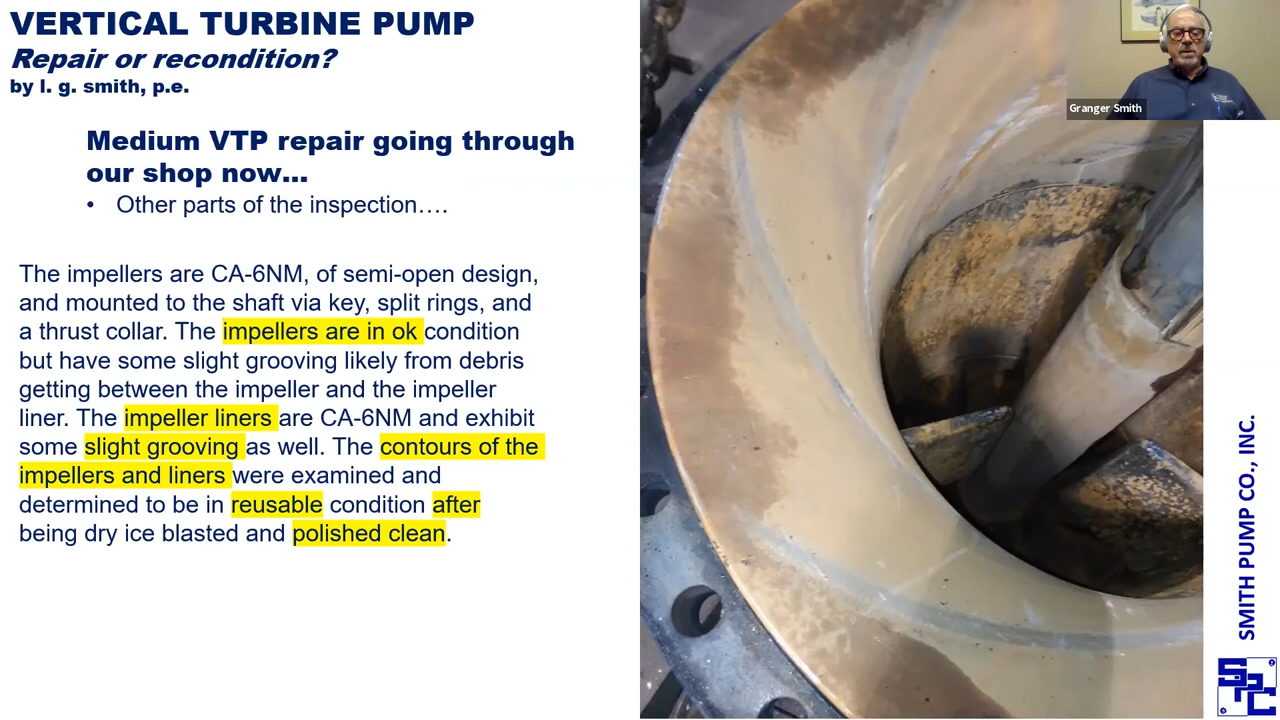 VERTICAL TURBINE PUMP
Repair or recondition?
by l. g. smith, p.e.
Medium VTP repair going through
our shop now...
• Other parts of the inspection….
The impellers are CA-6NM, of semi-open design,
and mounted to the shaft via key, split rings, and
a thrust collar. The impellers are in ok condition
but have some slight grooving likely from debris
getting between the impeller and the impeller
liner. The impeller liners are CA-6NM and exhibit
some slight grooving as well. The contours of the
impellers and liners were examined and
determined to be in reusable condition after
being dry ice blasted and polished clean.
Granger Smith
SMITH PUMP CO., INC.
SPC